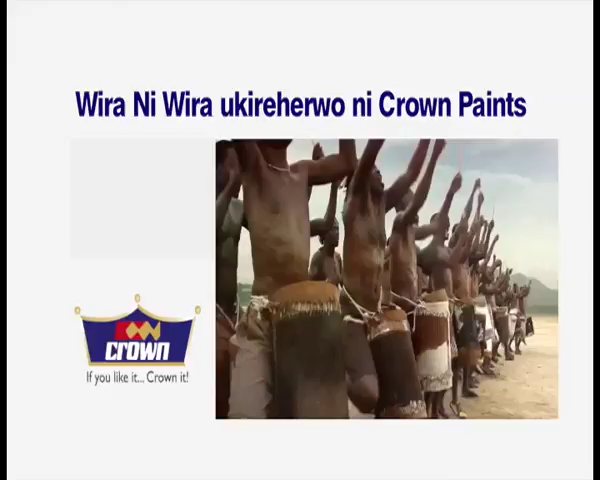 Wira Ni Wira ukireherwo ni Crown Paints
crown
If you like it... Crown it!